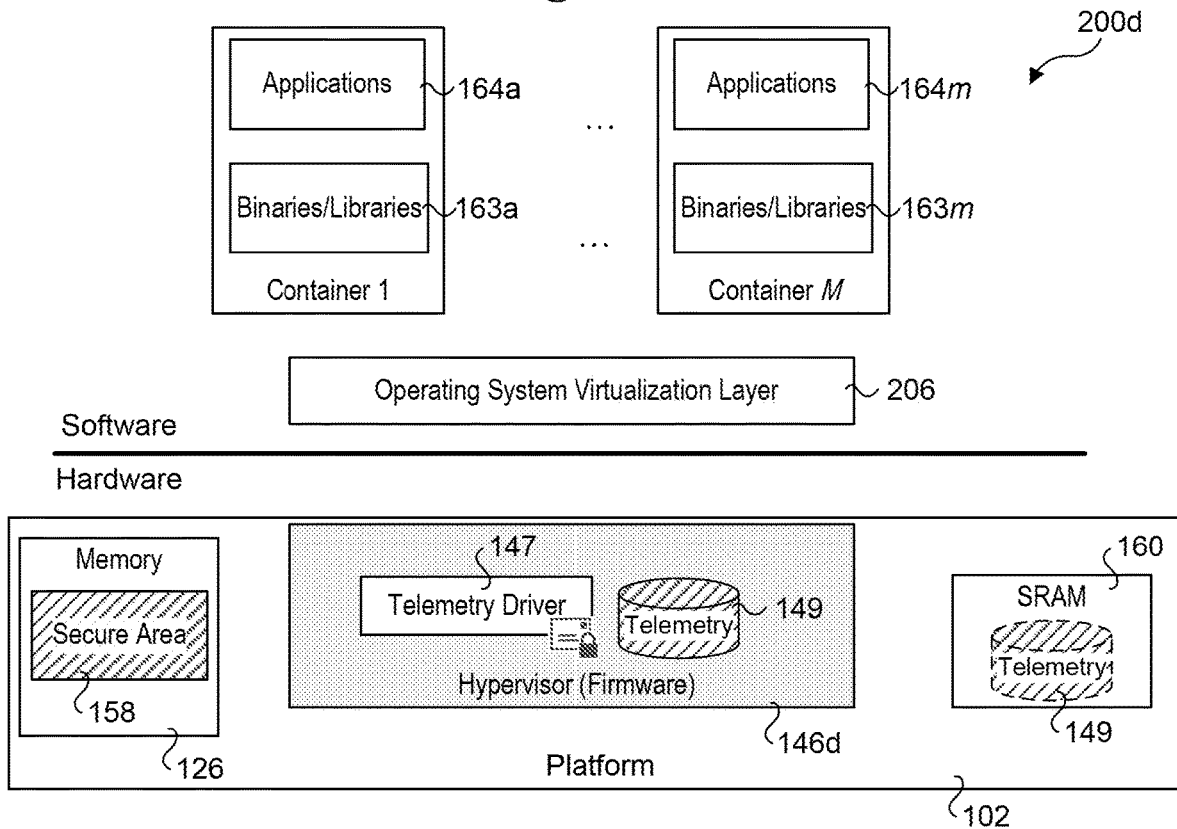 200d
Applications
164a
Applications
164m
...
Binaries/Libraries
163a
Binaries/Libraries
163m
...
Container 1
Container M
Operating System Virtualization Layer
206
Software
Hardware
147
160
Memory
Telemetry Driver
149
SRAM
Secure Area
Telemetry
Telemetry
Hypervisor (Firmware)
158
146d
149
126
Platform
102